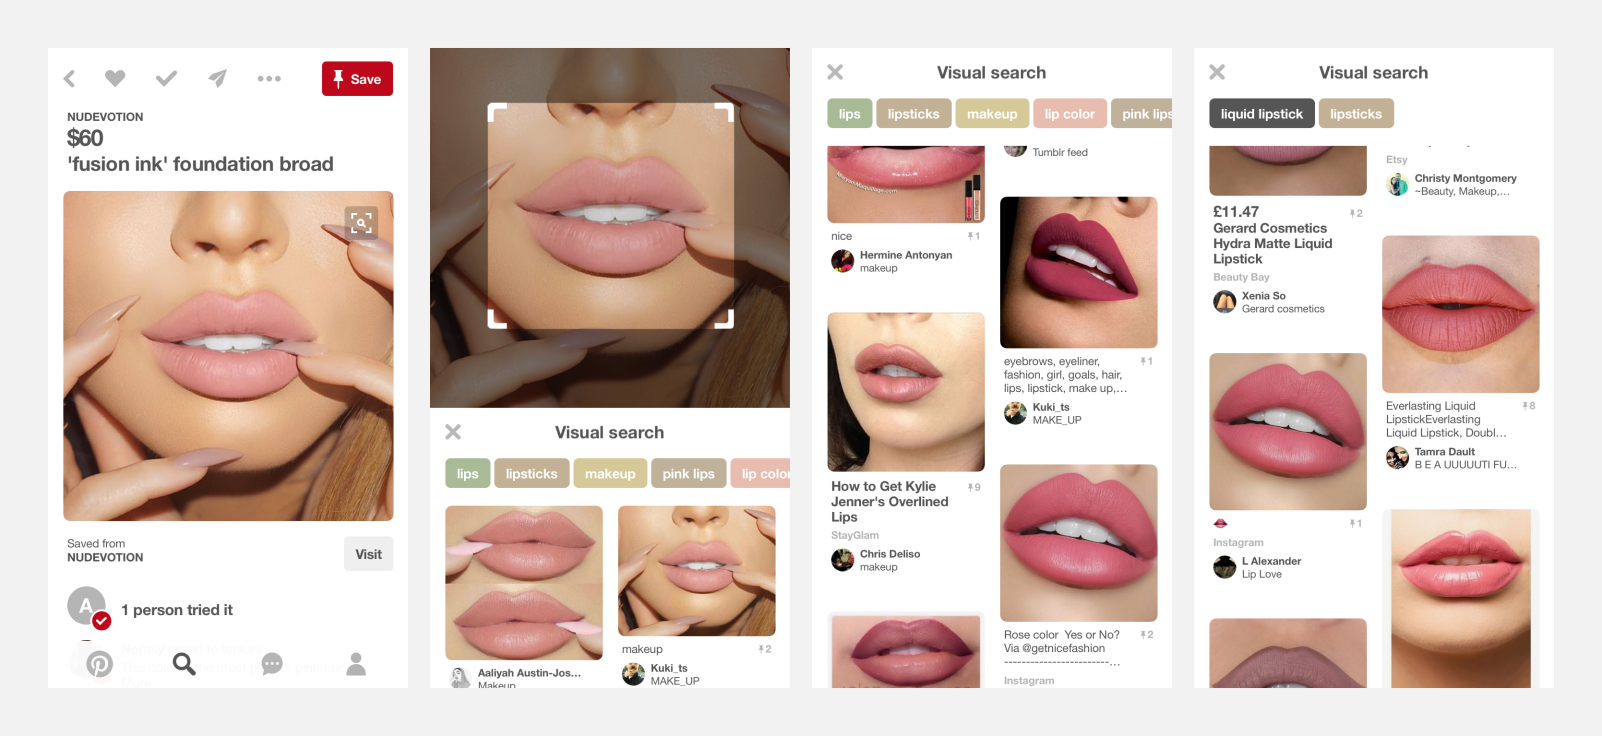 Save
NUDEVOTION
$60
'fusion ink' foundation broad
Saved from
NUDEVOTION
Visit
A
1 person tried it
Visual search
lips
lipsticks
makeup
pink lips
lip color
Aaliyah Austin-Jos...
Makeup
makeup
2
Kuki_ts
MAKE_UP
Visual search
lips
lipsticks
makeup
lip color
pink lips
nice
1
Hermine Antonyan
makeup
How to Get Kylie
Jenner's Overlined
Lips
9
StayGlam
Chris Deliso
makeup
Tumblr feed
eyebrows, eyeliner,
fashion, girl, goals, hair,
lips, lipstick, make up,...
1
Kuki_ts
MAKE_UP
Rose color Yes or No?
Via @getnicefashion
------------------------...
2
Instagram
Visual search
liquid lipstick
lipsticks
£11.47
Gerard Cosmetics
Hydra Matte Liquid
Lipstick
2
Beauty Bay
Xenia So
Gerard cosmetics
1
Instagram
L Alexander
Lip Love
Etsy
Christy Montgomery
~Beauty, Makeup,...
Everlasting Liquid
LipstickEverlasting
Liquid Lipstick, Doubl...
8
Tamra Dault
B E A UUUUUTI FU...